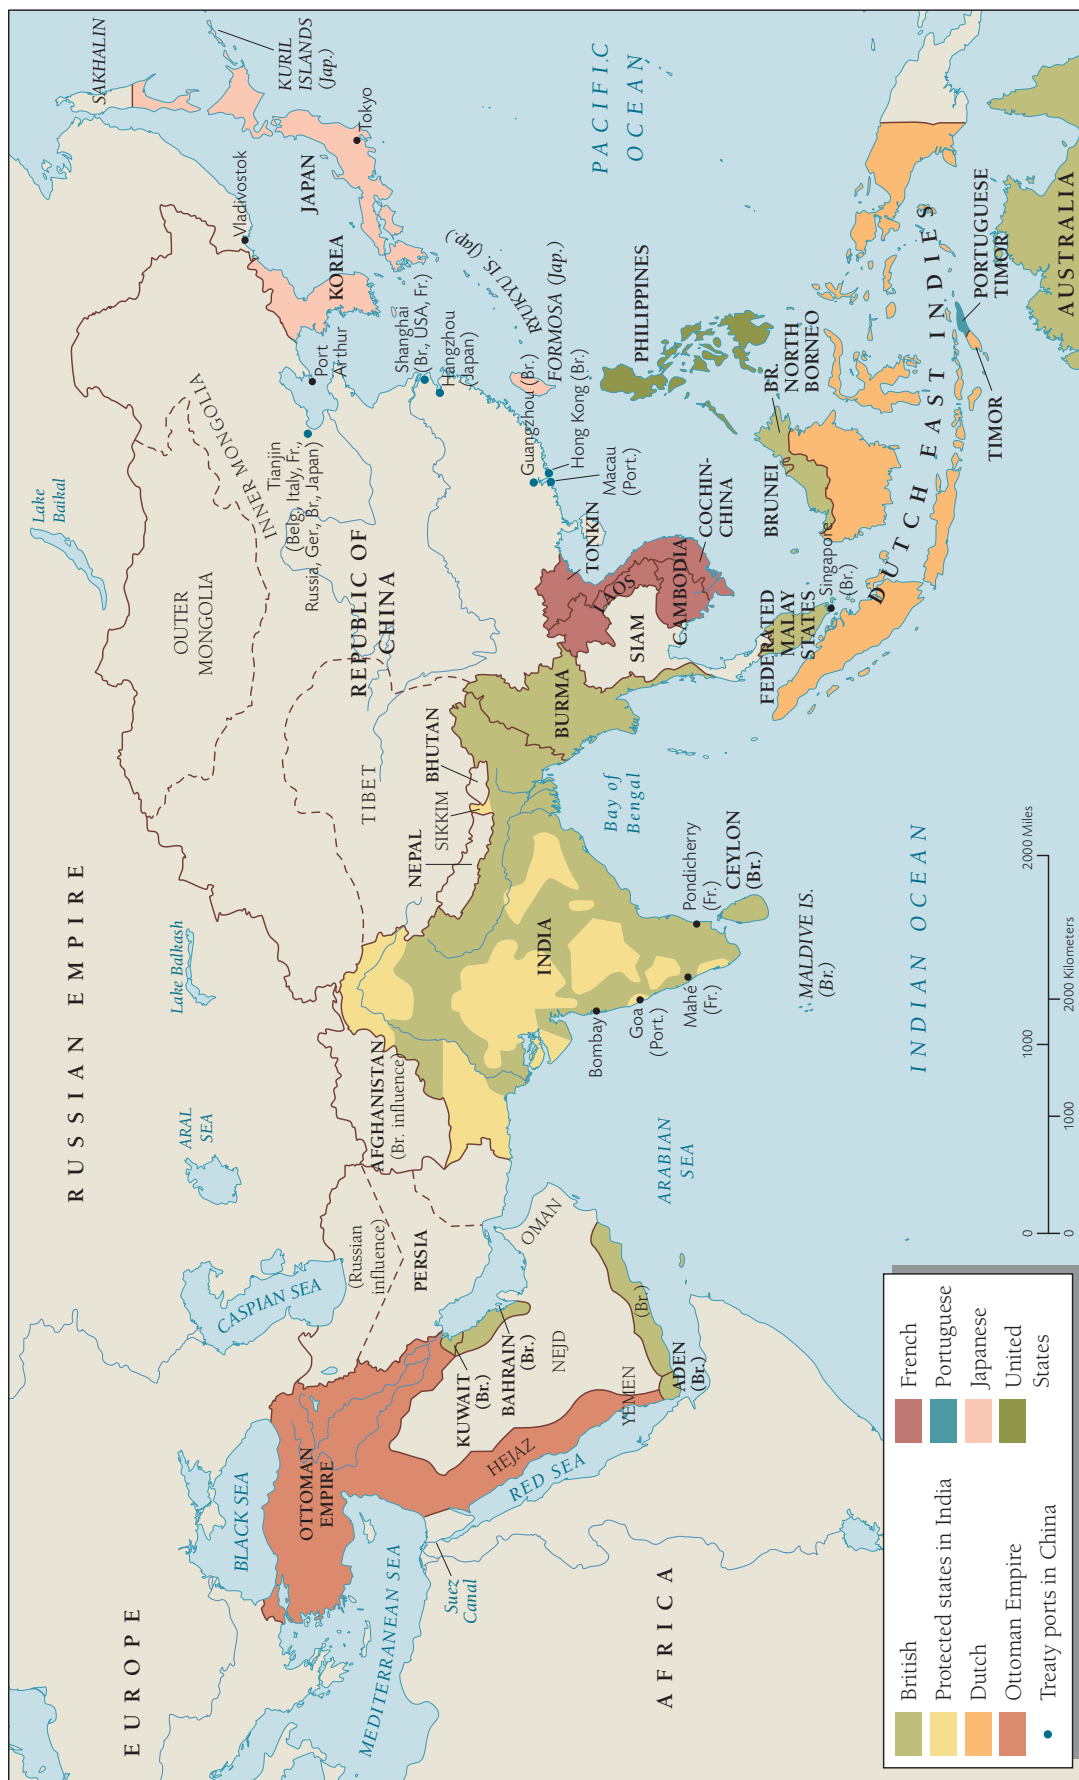 EUROPE
RUSSIAN EMPIRE
BLACK SEA
CASPIAN SEA
ARAL
SEA
Lake Balkash
Lake
Baikal
SAKHALIN
KURIL
ISLANDS
(Jap.)
Vladivostok
JAPAN
Tokyo
KOREA
Port
Arthur
OUTER
MONGOLIA
INNER MONGOLIA
Tianjin
(Belg., Italy, Fr.,
Russia, Ger., Br., Japan)
REPUBLIC OF
CHINA
TIBET
Shanghai
(Br., USA, Fr.)
Hangzhou
(Japan)
RYUKYU IS. (Jap.)
FORMOSA (Jap.)
Guangzhou (Br.)
Hong Kong (Br.)
Macau
(Port.)
PACIFIC
OCEAN
OTTOMAN
EMPIRE
MEDITERRANEAN SEA
Suez
Canal
AFRICA
RED SEA
HEJAZ
YEMEN
ADEN
(Br.)
(Br.)
KUWAIT
(Br.)
BAHRAIN
(Br.)
NEJD
OMAN
PERSIA
(Russian
influence)
AFGHANISTAN
(Br. influence)
NEPAL
SIKKIM
BHUTAN
INDIA
Bombay
Goa
(Port.)
Mahé
(Fr.)
Pondicherry
(Fr.)
CEYLON
(Br.)
MALDIVE IS.
(Br.)
ARABIAN
SEA
Bay of
Bengal
INDIAN OCEAN
BURMA
SIAM
LAOS
TONKIN
CAMBODIA
COCHIN-
CHINA
PHILIPPINES
FEDERATED
MALAY
STATES
Singapore
(Br.)
BRUNEI
BR.
NORTH
BORNEO
DUTCH EAST INDIES
TIMOR
PORTUGUESE
TIMOR
AUSTRALIA
British
Protected states in India
Dutch
Ottoman Empire
Treaty ports in China
French
Portuguese
Japanese
United
States
0 1000 2000 Miles
0 1000 2000 Kilometers